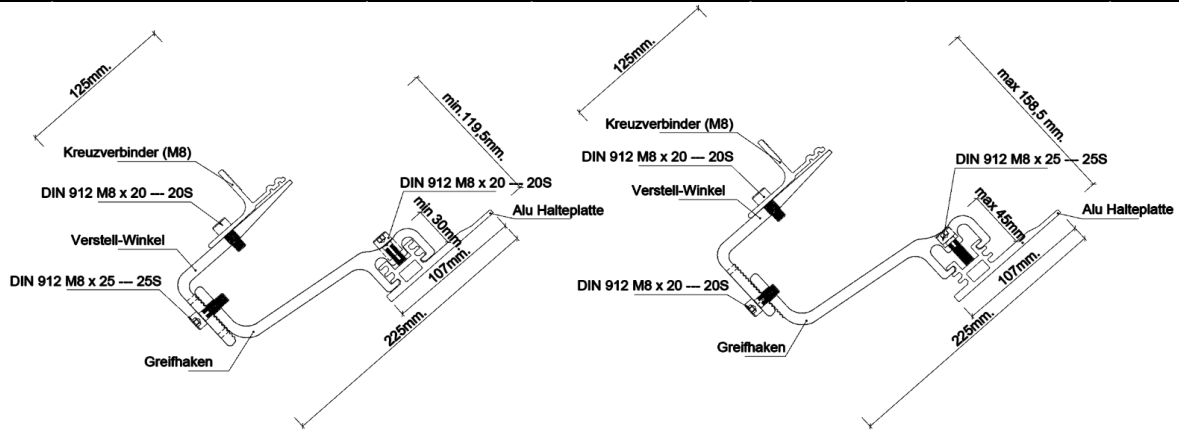 125mm.
min.119,5mm.
Kreuzverbinder (M8)
DIN 912 M8 x 20 --- 20S
DIN 912 M8 x 20 --- 20S
min 30mm.
Alu Halteplatte
Verstell-Winkel
107mm.
DIN 912 M8 x 25 --- 25S
225mm.
Greifhaken
125mm.
max 158,5 mm.
Kreuzverbinder (M8)
DIN 912 M8 x 20 --- 20S
DIN 912 M8 x 25 --- 25S
Verstell-Winkel
max 45mm.
Alu Halteplatte
107mm.
DIN 912 M8 x 20 --- 20S
225mm.
Greifhaken